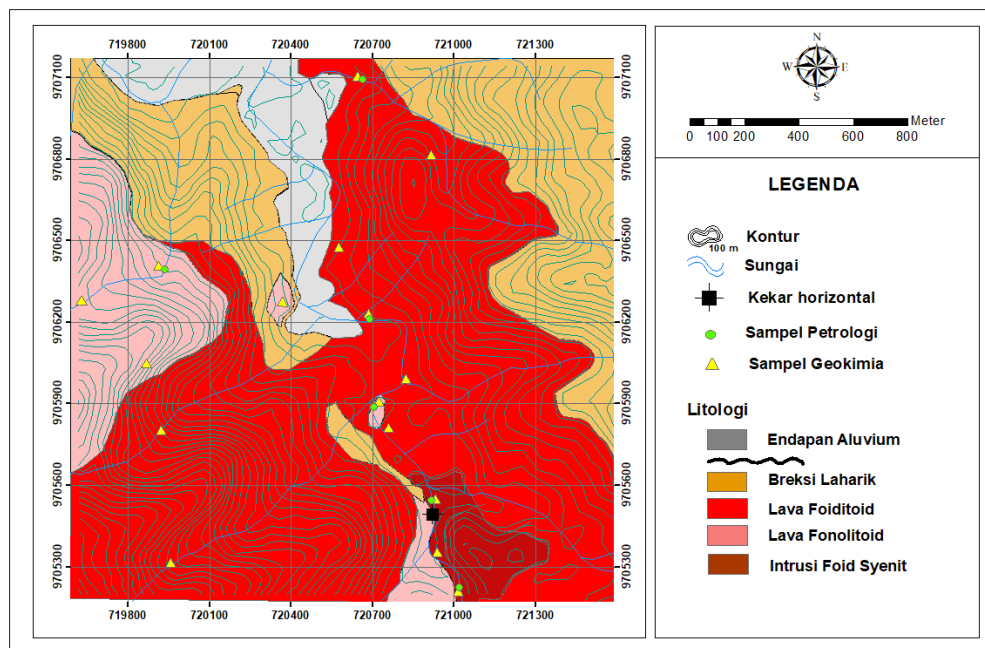 719800 720100 720400 720700 721000 721300
9707100 9707100
9706800 9706800
9706500 9706500
9706200 9706200
9705900 9705900
9705600 9705600
9705300 9705300
719800 720100 720400 720700 721000 721300
N
W E
S
Meter
0 100 200 400 600 800
LEGENDA
Kontur
100 m
Sungai
Kekar horizontal
Sampel Petrologi
Sampel Geokimia
Litologi
Endapan Aluvium
Breksi Laharik
Lava Foiditoid
Lava Fonolitoid
Intrusi Foid Syenit